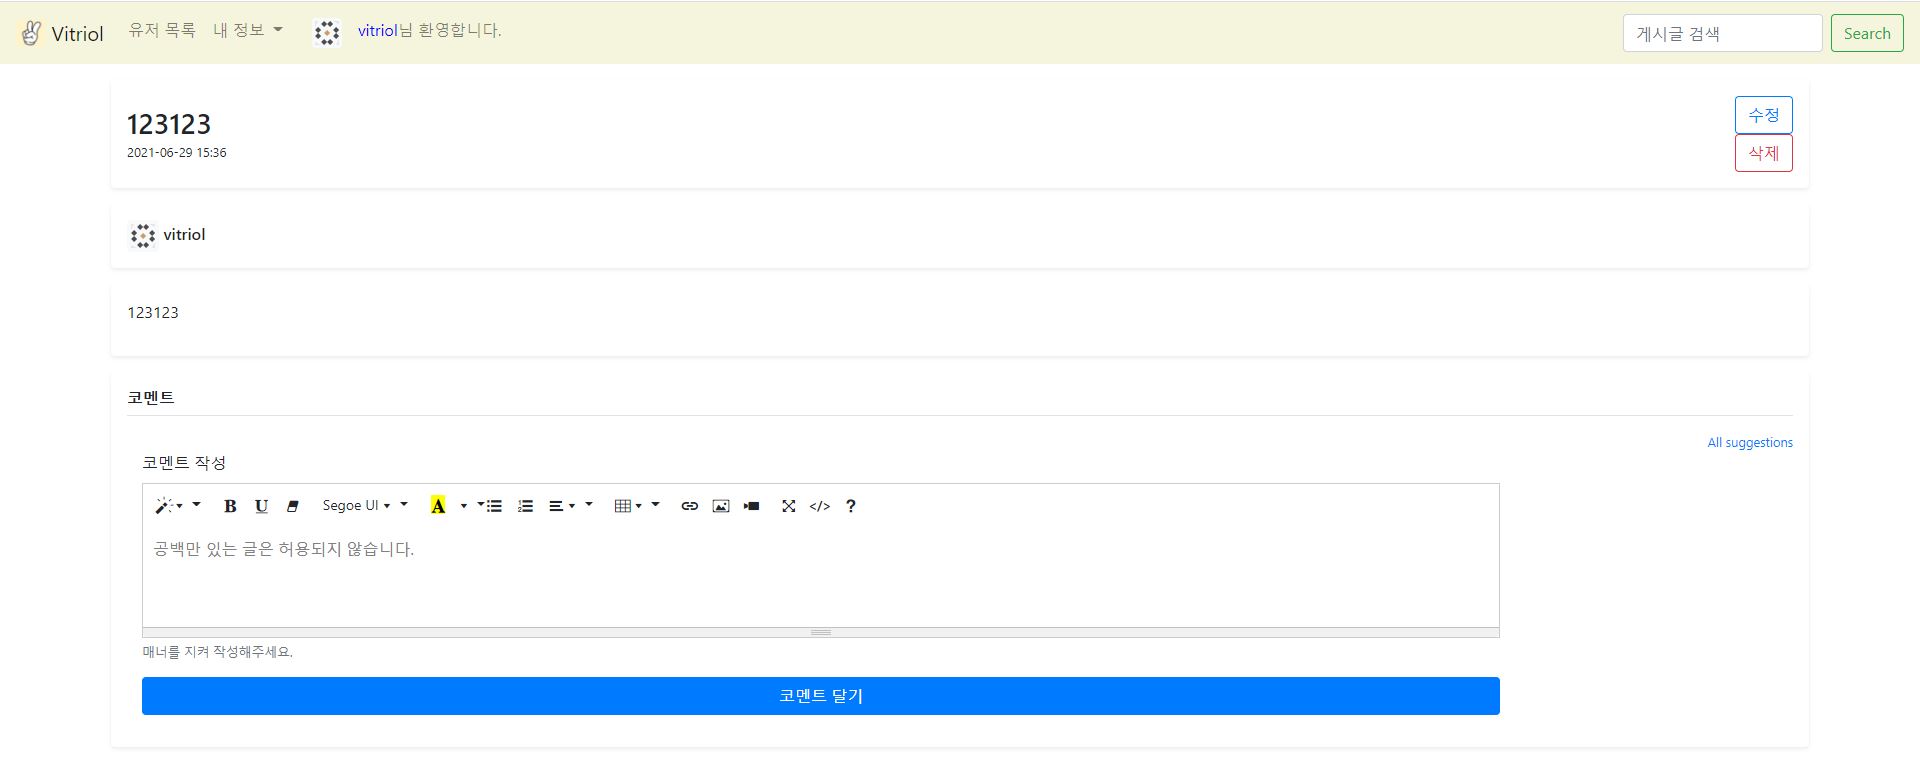 Vitriol 유저 목록 내 정보 vitriol님 환영합니다. 게시글 검색 Search
123123
2021-06-29 15:36
수정
삭제
vitriol
123123
코멘트
All suggestions
코멘트 작성
B U Segoe UI A </> ?
공백만 있는 글은 허용되지 않습니다.
매너를 지켜 작성해주세요.
코멘트 달기